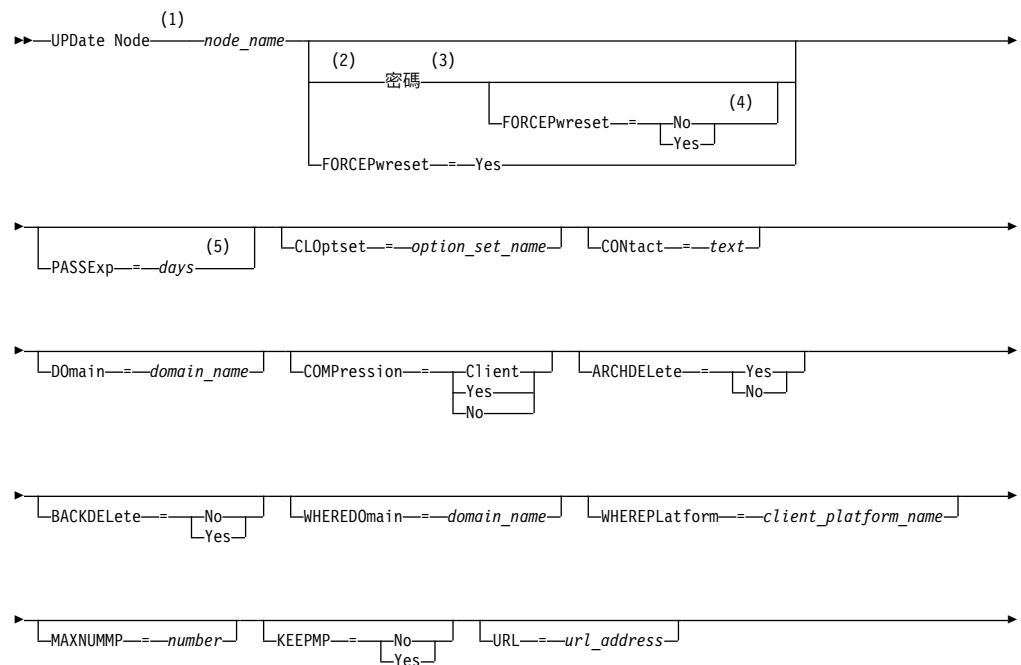 (1)
UPDate Node node_name
(2) 密碼 (3)
(4)
FORCEPwreset = No
Yes
FORCEPwreset = Yes
(5)
PASSExp = days
CLOptset = option_set_name
CONtact = text
DOmain = domain_name
COMPression = Client
Yes
No
ARCHDELete = Yes
No
BACKDELete = No
Yes
WHEREDOmain = domain_name
WHEREPLatform = client_platform_name
MAXNUMMP = number
KEEPMP = No
Yes
URL = url_address